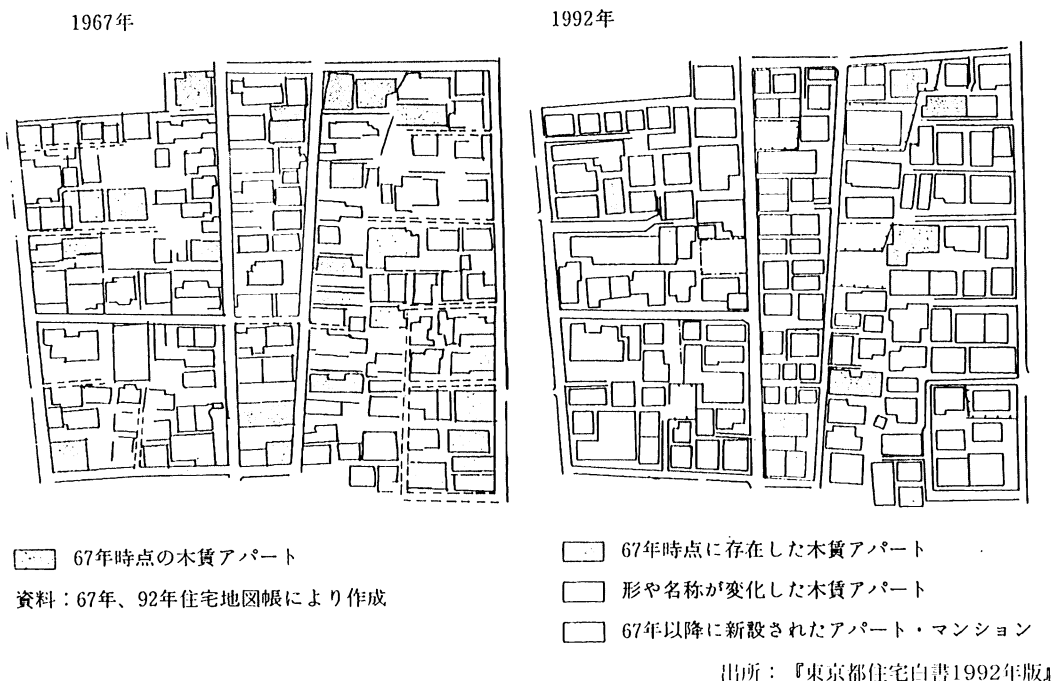 1967年
1992年
67年時点の木賃アパート
資料：67年、92年住宅地図帳により作成
67年時点に存在した木賃アパート
形や名称が変化した木賃アパート
67年以降に新設されたアパート・マンション
出所：『東京都住宅白書1992年版』